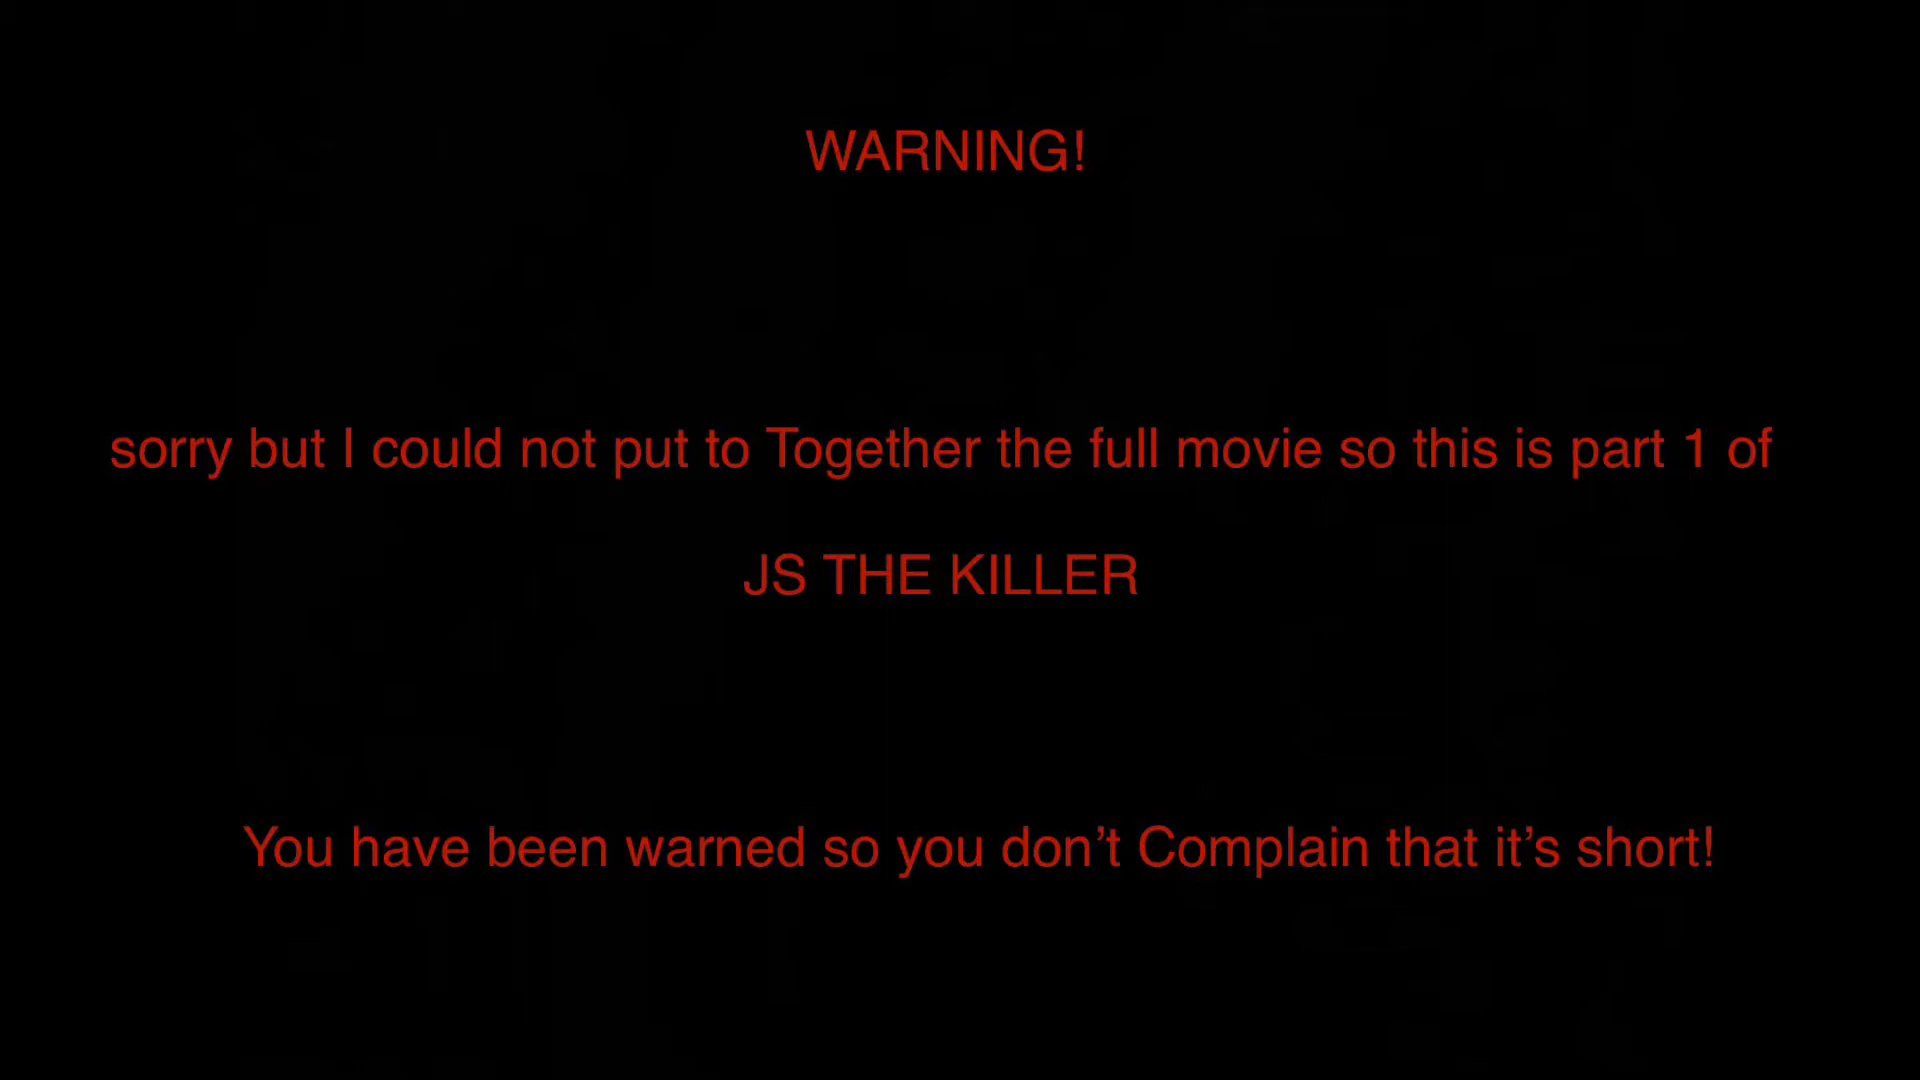 WARNING!
sorry but I could not put to Together the full movie so this is part 1 of
JS THE KILLER
You have been warned so you don’t Complain that it’s short!